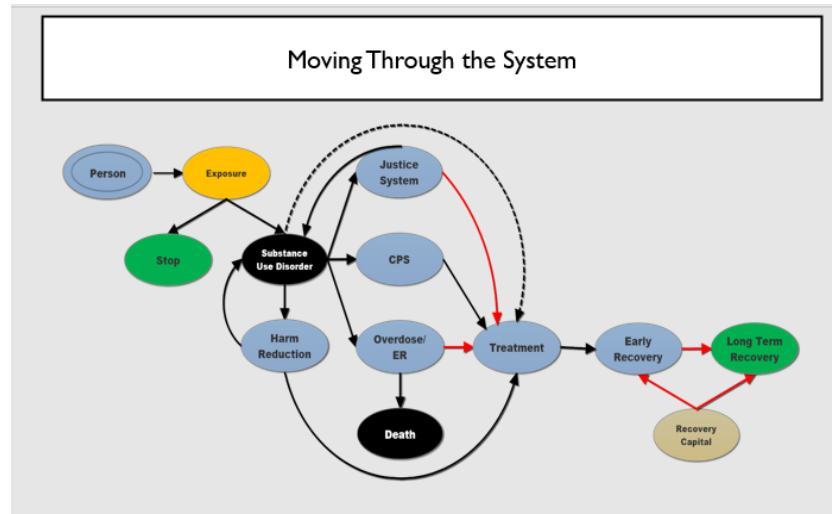 Moving Through the System
Person
Exposure
Justice
System
Stop
Substance
Use Disorder
CPS
Harm
Reduction
Overdose/
ER
Treatment
Early
Recovery
Long Term
Recovery
Death
Recovery
Capital